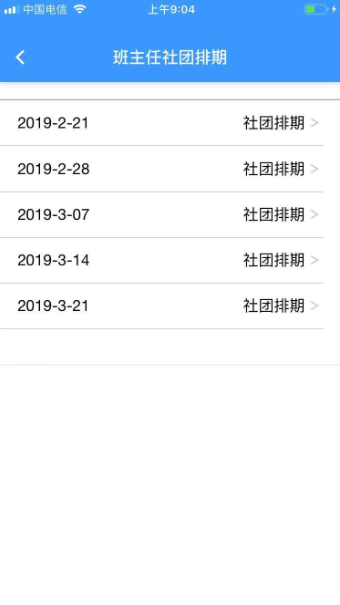 中国电信 上午9:04
班主任社团排期
2019-2-21 社团排期 >
2019-2-28 社团排期 >
2019-3-07 社团排期 >
2019-3-14 社团排期 >
2019-3-21 社团排期 >